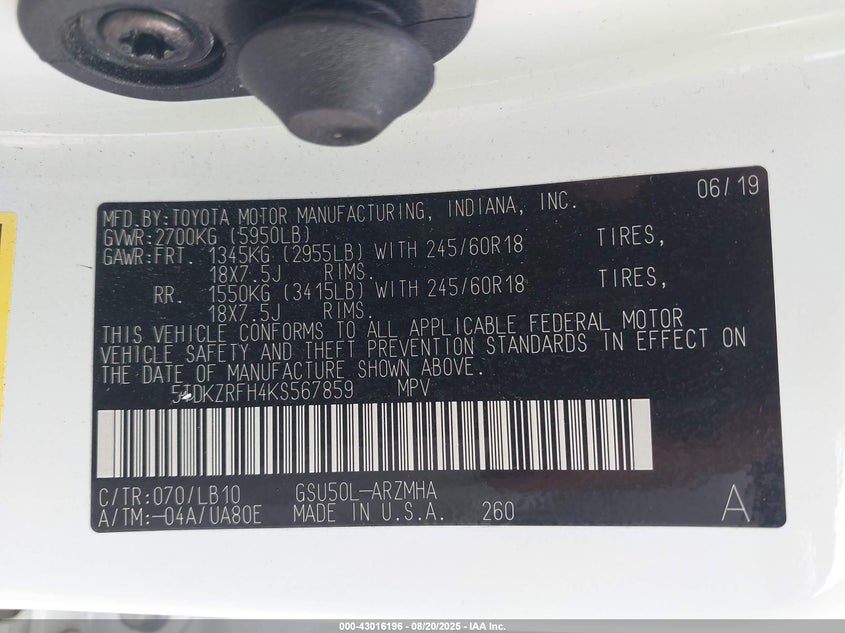 06/19
MFD.BY:TOYOTA MOTOR MANUFACTURING, INDIANA, INC.
GVWR:2700KG (5950LB)
GAWR:FRT. 1345KG (2955LB) WITH 245/60R18 TIRES,
18X7.5J RIMS.
RR. 1550KG (3415LB) WITH 245/60R18 TIRES,
18X7.5J RIMS.
THIS VEHICLE CONFORMS TO ALL APPLICABLE FEDERAL MOTOR
VEHICLE SAFETY AND THEFT PREVENTION STANDARDS IN EFFECT ON
THE DATE OF MANUFACTURE SHOWN ABOVE.
5TDKZRFH4KS567859 MPV
C/TR:070/LB10 GSU50L-ARZMHA
A/TM:-04A/UA80E MADE IN U.S.A. 260 A
000-43016196 - 08/20/2025 - IAA Inc.